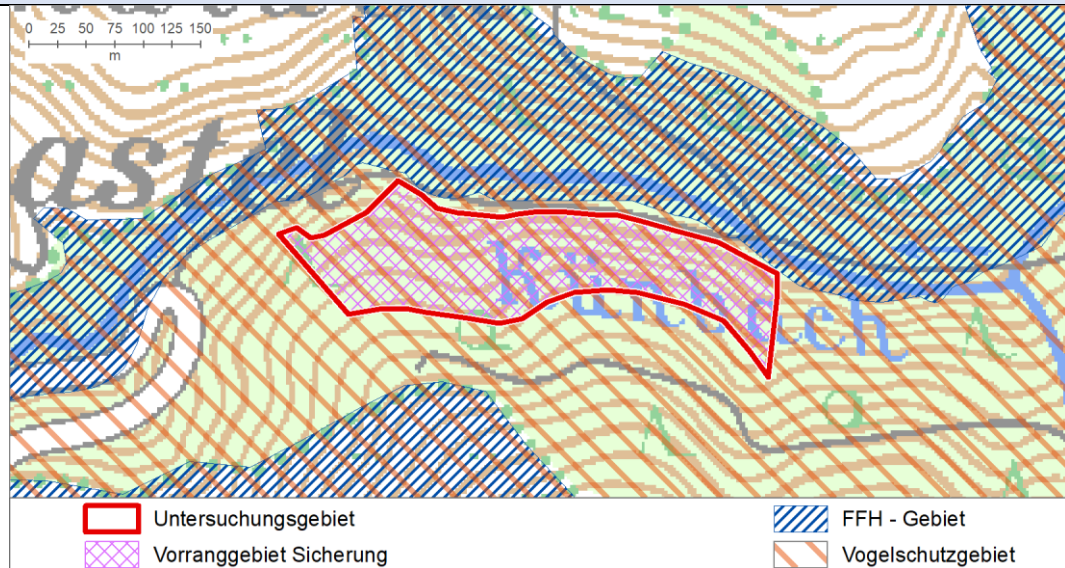 0 25 50 75 100 125 150
m
Untersuchungsgebiet
FFH - Gebiet
Vorranggebiet Sicherung
Vogelschutzgebiet